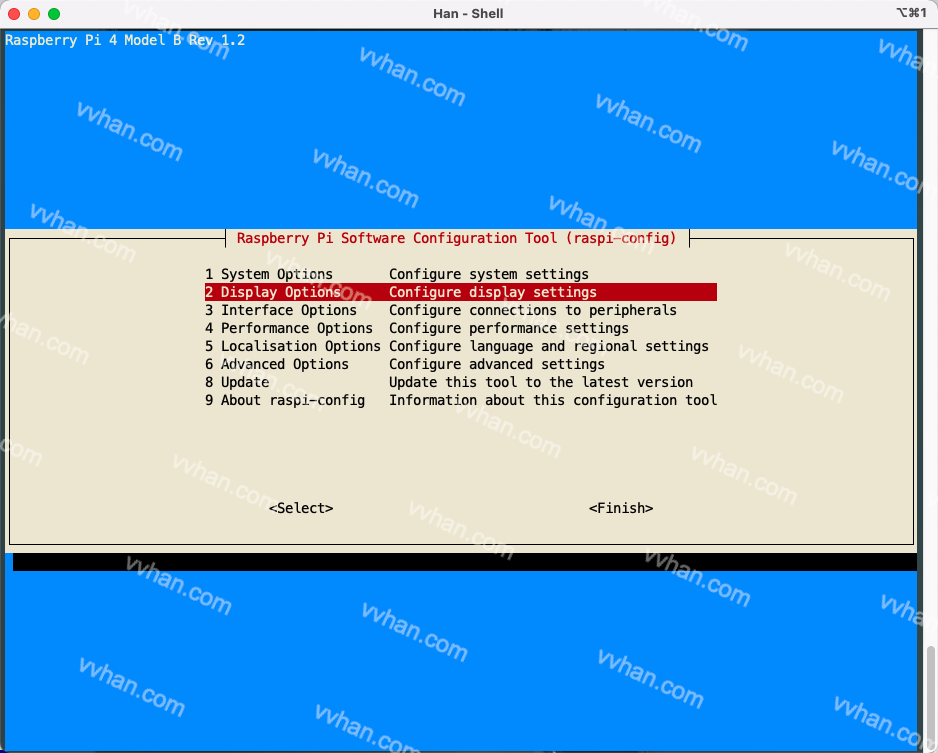 Han - Shell
⌥⌘1
Raspberry Pi 4 Model B Rev 1.2
Raspberry Pi Software Configuration Tool (raspi-config)
1 System Options Configure system settings
2 Display Options Configure display settings
3 Interface Options Configure connections to peripherals
4 Performance Options Configure performance settings
5 Localisation Options Configure language and regional settings
6 Advanced Options Configure advanced settings
8 Update Update this tool to the latest version
9 About raspi-config Information about this configuration tool
<Select> <Finish>
vvhan.com